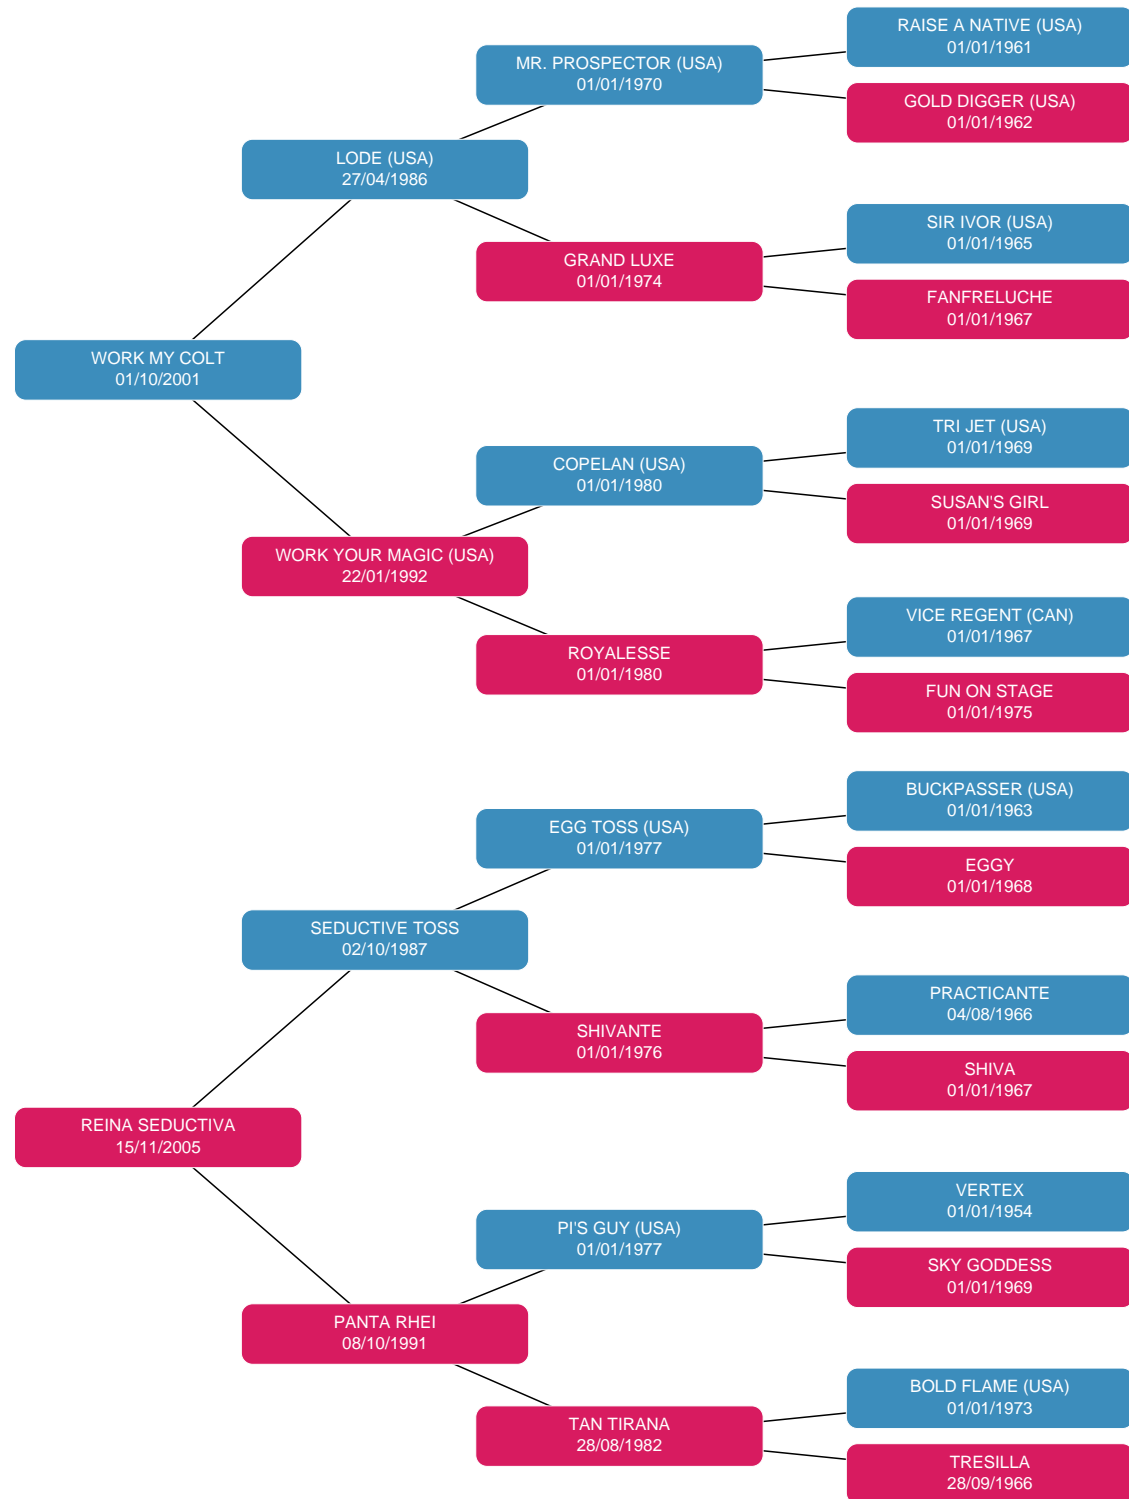 RAISE A NATIVE (USA)
01/01/1961
MR. PROSPECTOR (USA)
01/01/1970
GOLD DIGGER (USA)
01/01/1962
LODE (USA)
27/04/1986
SIR IVOR (USA)
01/01/1965
GRAND LUXE
01/01/1974
FANFRELUCHE
01/01/1967
WORK MY COLT
01/10/2001
TRI JET (USA)
01/01/1969
COPELAN (USA)
01/01/1980
SUSAN'S GIRL
01/01/1969
WORK YOUR MAGIC (USA)
22/01/1992
VICE REGENT (CAN)
01/01/1967
ROYALESSE
01/01/1980
FUN ON STAGE
01/01/1975
BUCKPASSER (USA)
01/01/1963
EGG TOSS (USA)
01/01/1977
EGGY
01/01/1968
SEDUCTIVE TOSS
02/10/1987
PRACTICANTE
04/08/1966
SHIVANTE
01/01/1976
SHIVA
01/01/1967
REINA SEDUCTIVA
15/11/2005
VERTEX
01/01/1954
PI'S GUY (USA)
01/01/1977
SKY GODDESS
01/01/1969
PANTA RHEI
08/10/1991
BOLD FLAME (USA)
01/01/1973
TAN TIRANA
28/08/1982
TRESILLA
28/09/1966